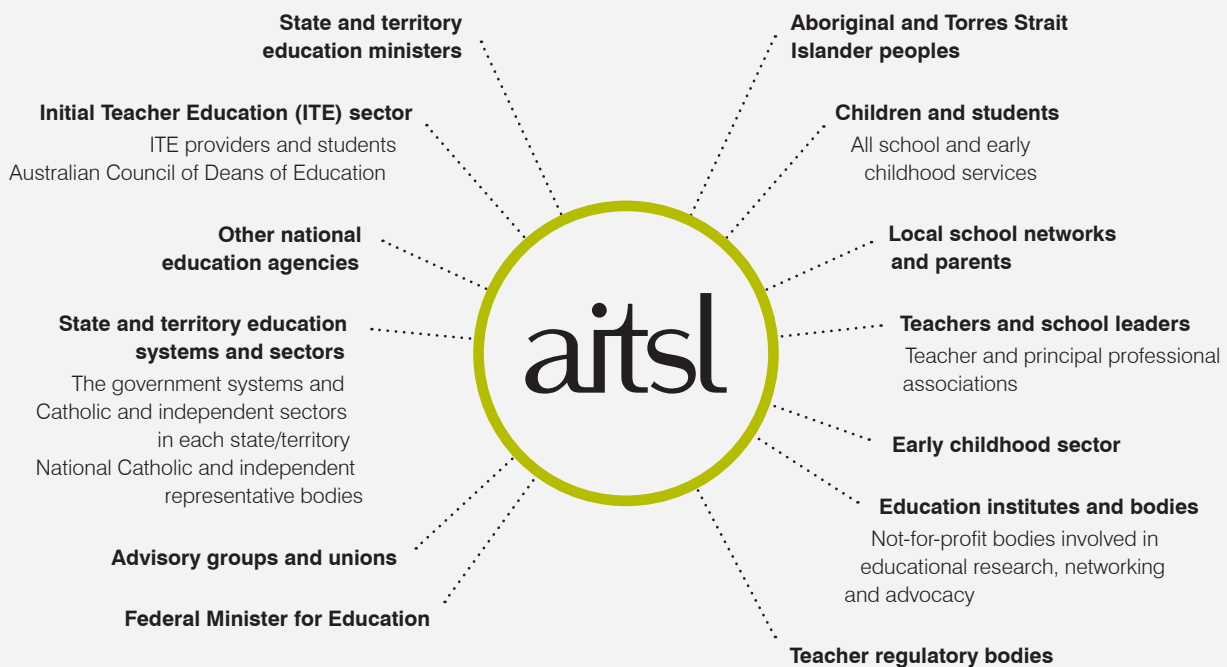 State and territory
education ministers
Initial Teacher Education (ITE) sector
ITE providers and students
Australian Council of Deans of Education
Other national
education agencies
State and territory education
systems and sectors
The government systems and
Catholic and independent sectors
in each state/territory
National Catholic and independent
representative bodies
Advisory groups and unions
Federal Minister for Education
aitsl
Aboriginal and Torres Strait
Islander peoples
Children and students
All school and early
childhood services
Local school networks
and parents
Teachers and school leaders
Teacher and principal professional
associations
Early childhood sector
Education institutes and bodies
Not-for-profit bodies involved in
educational research, networking
and advocacy
Teacher regulatory bodies